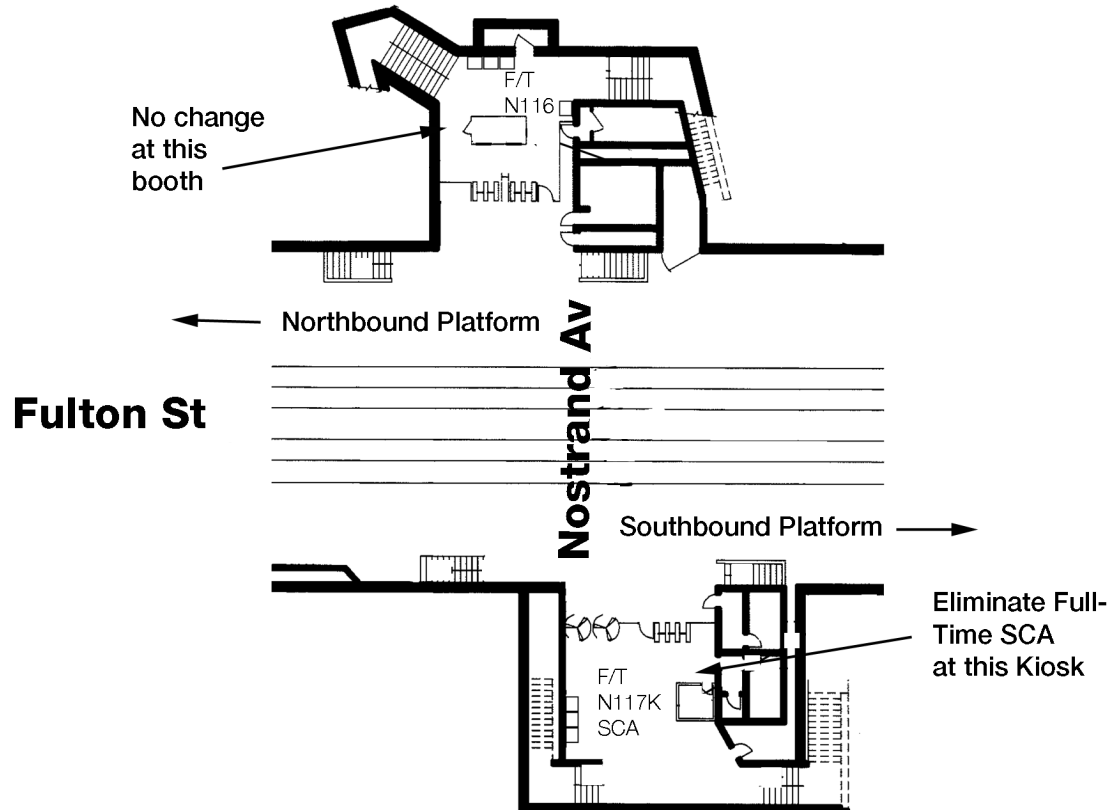 F/T
N116
No change
at this
booth
Northbound Platform
Nostrand Av
Fulton St
Southbound Platform
Eliminate Full-
Time SCA
at this Kiosk
F/T
N117K
SCA